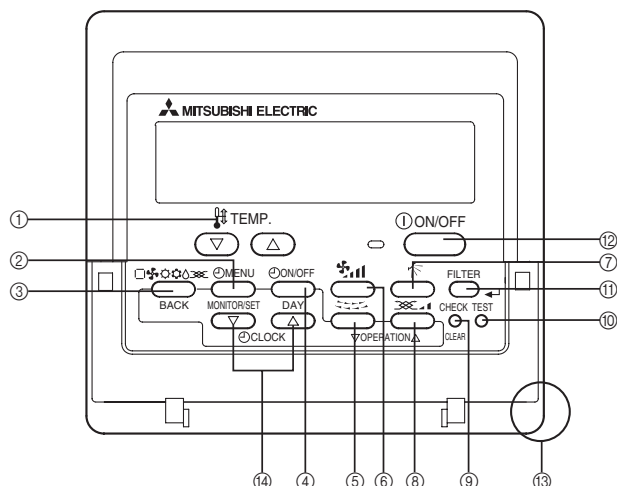 MITSUBISHI ELECTRIC
① TEMP. ON/OFF ⑫
② MENU ON/OFF FILTER ⑦
③ BACK MONITOR/SET DAY CHECK TEST ⑪
▽CLOCK△ ▽OPERATION△ CLEAR ⑩
⑭ ④ ⑤ ⑥ ⑧ ⑨ ⑬